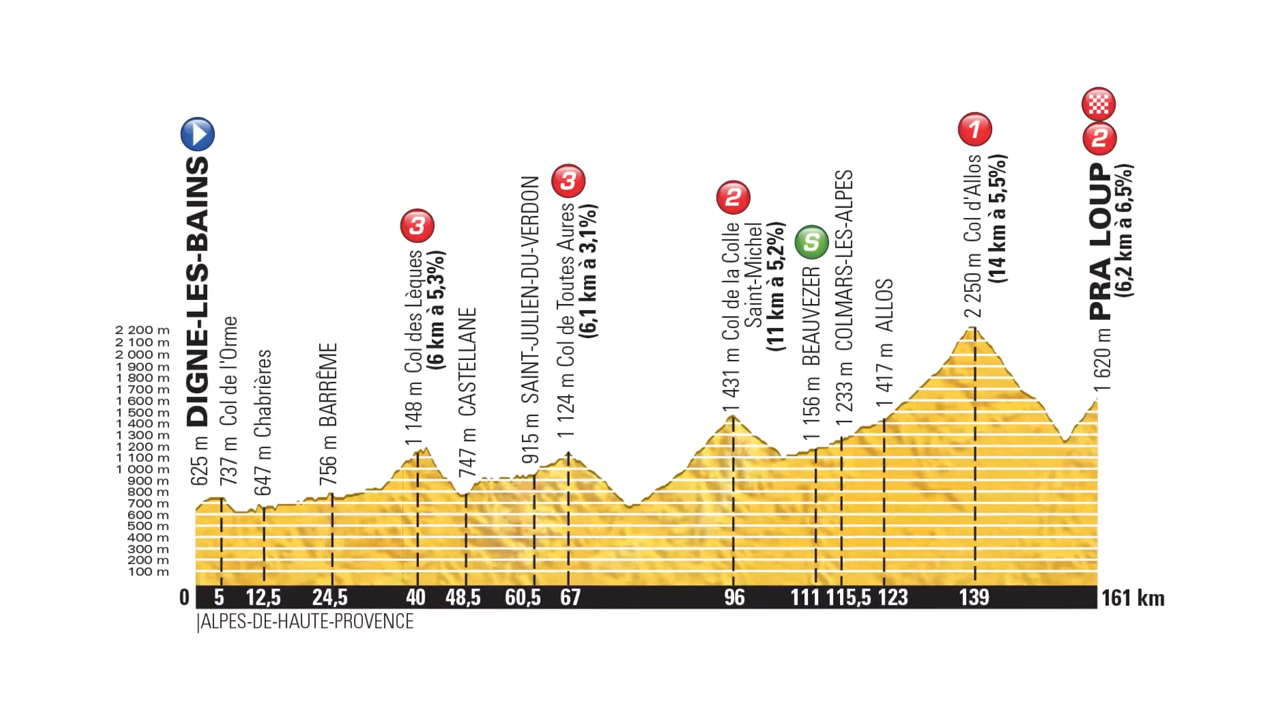 625 m DIGNE-LES-BAINS
737 m Col de l'Orme
647 m Chabrières
756 m BARRÊME
3
1 148 m Col des Lèques
(6 km à 5,3%)
747 m CASTELLANE
915 m SAINT-JULIEN-DU-VERDON
3
1 124 m Col de Toutes Aures
(6,1 km à 3,1%)
2
1 431 m Col de la Colle
Saint-Michel
(11 km à 5,2%)
S
1 156 m BEAUVEZER
1 233 m COLMARS-LES-ALPES
1 417 m ALLOS
1
2 250 m Col d'Allos
(14 km à 5,5%)
2
1 620 m PRA LOUP
(6,2 km à 6,5%)
2 200 m
2 100 m
2 000 m
1 900 m
1 800 m
1 700 m
1 600 m
1 500 m
1 400 m
1 300 m
1 200 m
1 100 m
1 000 m
900 m
800 m
700 m
600 m
500 m
400 m
300 m
200 m
100 m
0 5 12,5 24,5 40 48,5 60,5 67 96 111 115,5 123 139 161 km
|ALPES-DE-HAUTE-PROVENCE